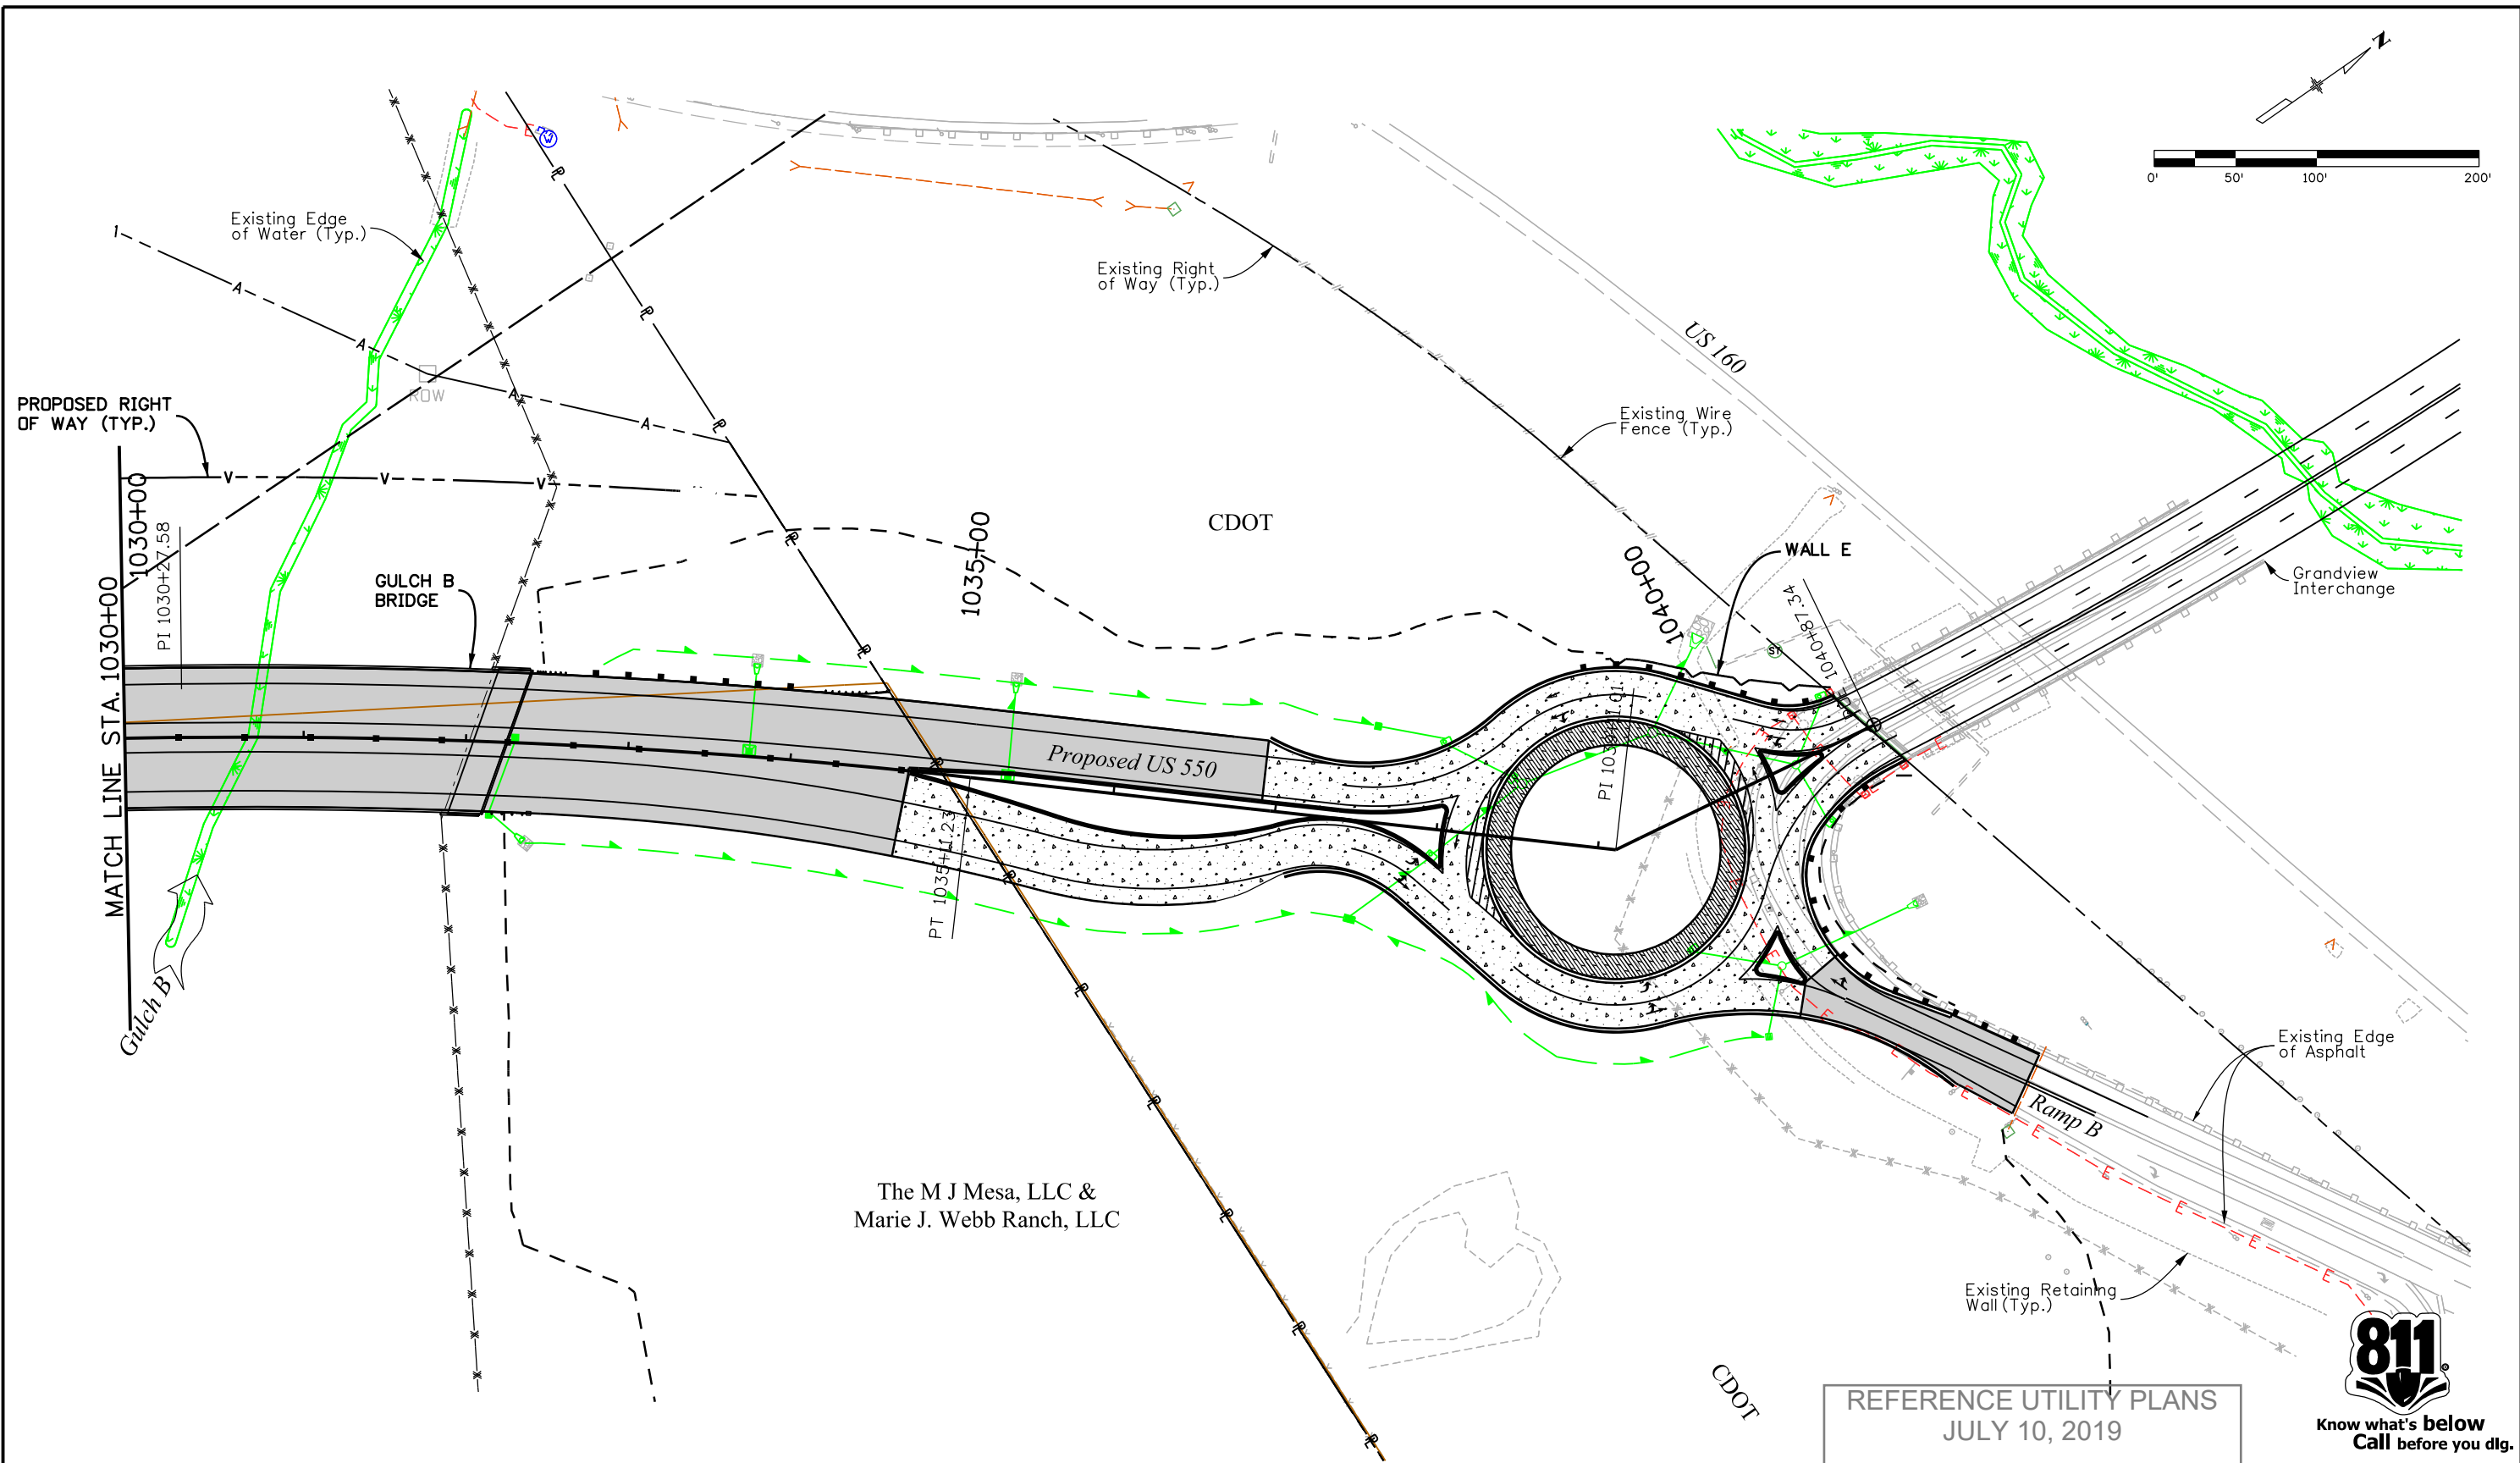 N
0' 50' 100' 200'
Existing Edge
of Water (Typ.)
Existing Right
of Way (Typ.)
US 160
Existing Wire
Fence (Typ.)
ROW
PROPOSED RIGHT
OF WAY (TYP.)
1030+00
PI 1030+27.58
MATCH LINE STA. 1030+00
GULCH B
BRIDGE
1035+00
CDOT
1040+00
WALL E
1040+87.34
Grandview
Interchange
ST
Proposed US 550
PT 1035+11.23
Gulch B
Existing Edge
of Asphalt
Ramp B
The M J Mesa, LLC &
Marie J. Webb Ranch, LLC
Existing Retaining
Wall (Typ.)
CDOT
REFERENCE UTILITY PLANS
JULY 10, 2019
811
Know what's below
Call before you dig.